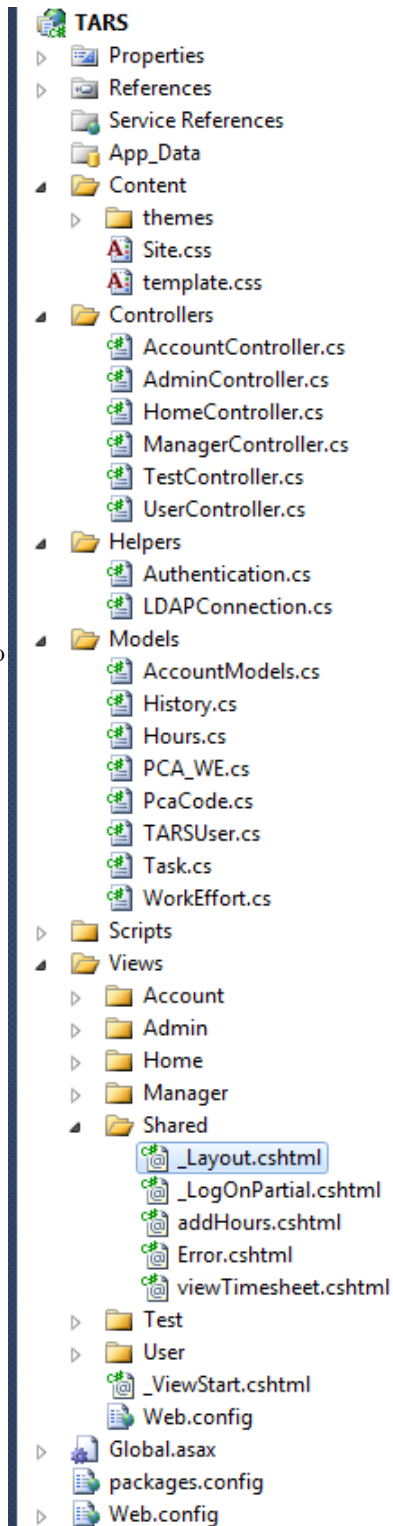 TARS
Properties
References
Service References
App_Data
Content
themes
Site.css
template.css
Controllers
AccountController.cs
AdminController.cs
HomeController.cs
ManagerController.cs
TestController.cs
UserController.cs
Helpers
Authentication.cs
LDAPConnection.cs
Models
AccountModels.cs
History.cs
Hours.cs
PCA_WE.cs
PcaCode.cs
TARSUser.cs
Task.cs
WorkEffort.cs
Scripts
Views
Account
Admin
Home
Manager
Shared
_Layout.cshtml
_LogOnPartial.cshtml
addHours.cshtml
Error.cshtml
viewTimesheet.cshtml
Test
User
_ViewStart.cshtml
Web.config
Global.asax
packages.config
Web.config